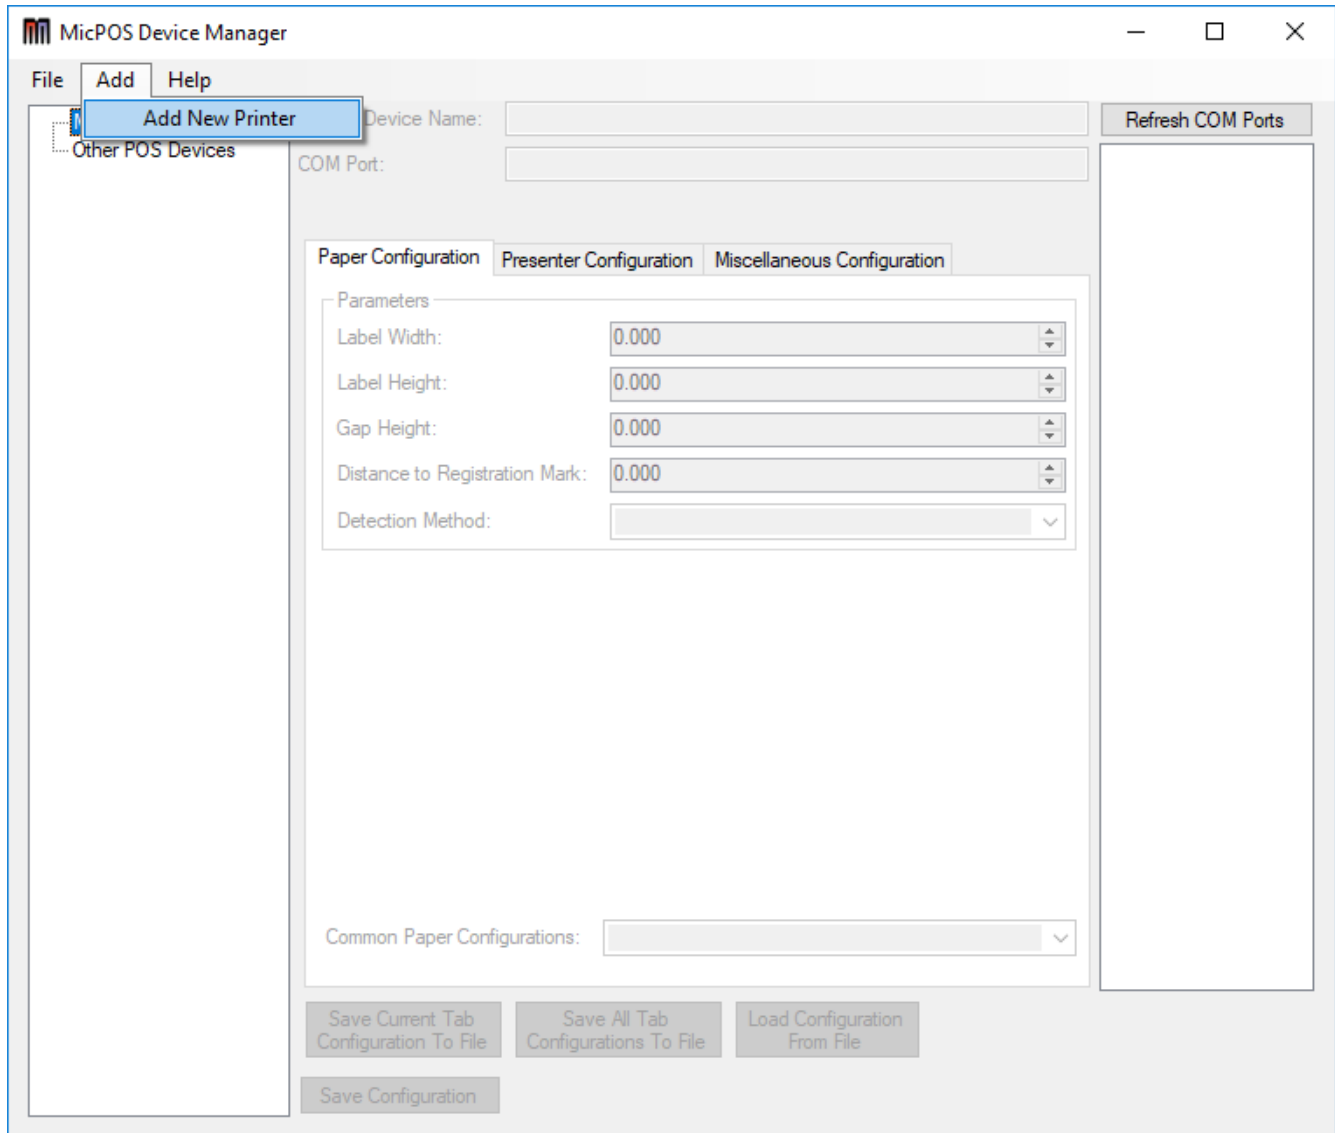 MicPOS Device Manager
File Add Help
Add New Printer
Other POS Devices
Device Name:
COM Port:
Refresh COM Ports
Paper Configuration Presenter Configuration Miscellaneous Configuration
Parameters
Label Width: 0.000
Label Height: 0.000
Gap Height: 0.000
Distance to Registration Mark: 0.000
Detection Method:
Common Paper Configurations:
Save Current Tab
Configuration To File
Save All Tab
Configurations To File
Load Configuration
From File
Save Configuration